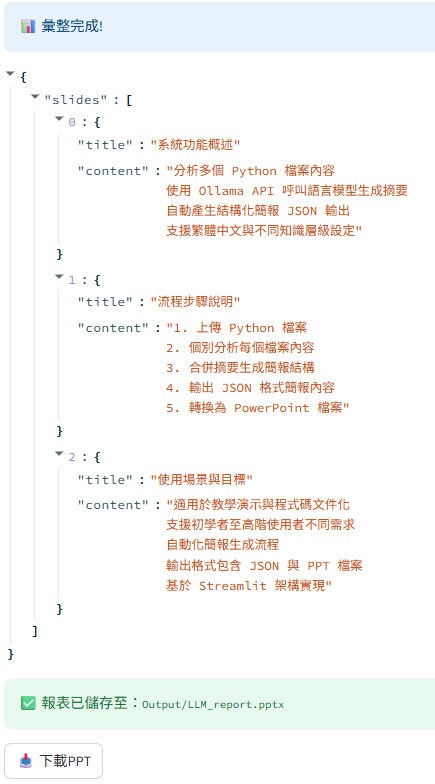 📊 彙整完成!
{
"slides" : [
0 : {
"title" : "系統功能概述"
"content" : "分析多個 Python 檔案內容
使用 Ollama API 呼叫語言模型生成摘要
自動產生結構化簡報 JSON 輸出
支援繁體中文與不同知識層級設定"
}
1 : {
"title" : "流程步驟說明"
"content" : "1. 上傳 Python 檔案
2. 個別分析每個檔案內容
3. 合併摘要生成簡報結構
4. 輸出 JSON 格式簡報內容
5. 轉換為 PowerPoint 檔案"
}
2 : {
"title" : "使用場景與目標"
"content" : "適用於教學演示與程式碼文件化
支援初學者至高階使用者不同需求
自動化簡報生成流程
輸出格式包含 JSON 與 PPT 檔案
基於 Streamlit 架構實現"
}
]
}
✅ 報表已儲存至：Output/LLM_report.pptx
📥 下載PPT